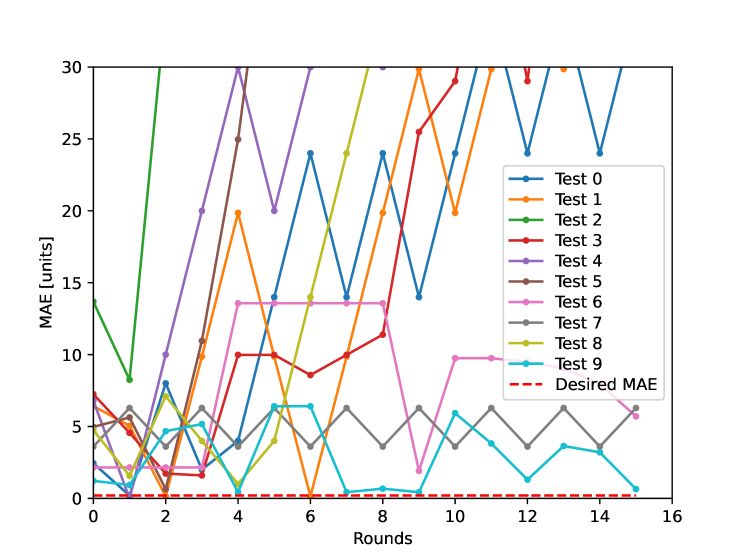 30
25
20
15
10
5
0
MAE [units]
Test 0
Test 1
Test 2
Test 3
Test 4
Test 5
Test 6
Test 7
Test 8
Test 9
Desired MAE
0 2 4 6 8 10 12 14 16
Rounds